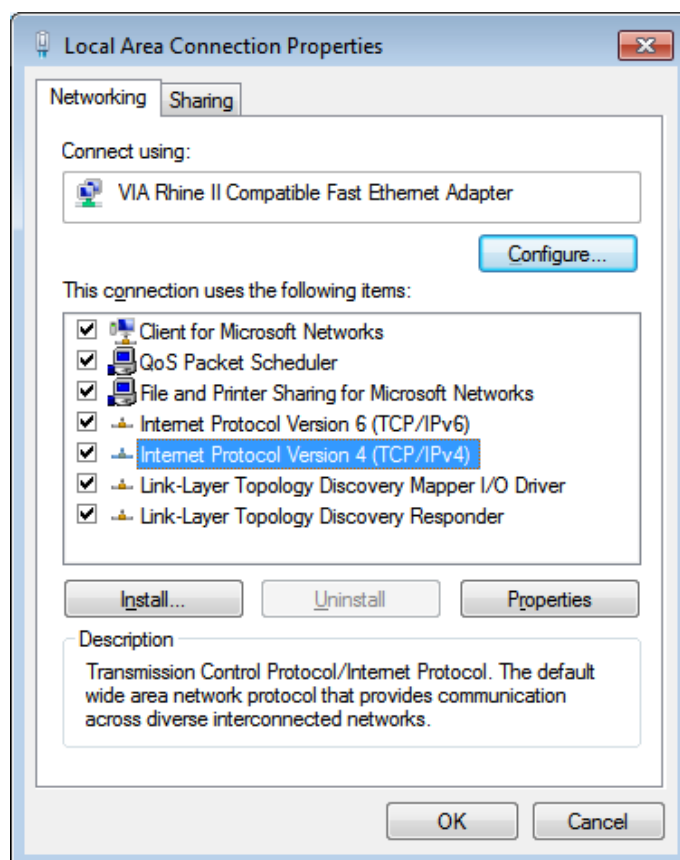 Local Area Connection Properties
Networking
Sharing
Connect using:
VIA Rhine II Compatible Fast Ethernet Adapter
Configure...
This connection uses the following items:
Client for Microsoft Networks
QoS Packet Scheduler
File and Printer Sharing for Microsoft Networks
Internet Protocol Version 6 (TCP/IPv6)
Internet Protocol Version 4 (TCP/IPv4)
Link-Layer Topology Discovery Mapper I/O Driver
Link-Layer Topology Discovery Responder
Install...
Uninstall
Properties
Description
Transmission Control Protocol/Internet Protocol. The default
wide area network protocol that provides communication
across diverse interconnected networks.
OK
Cancel